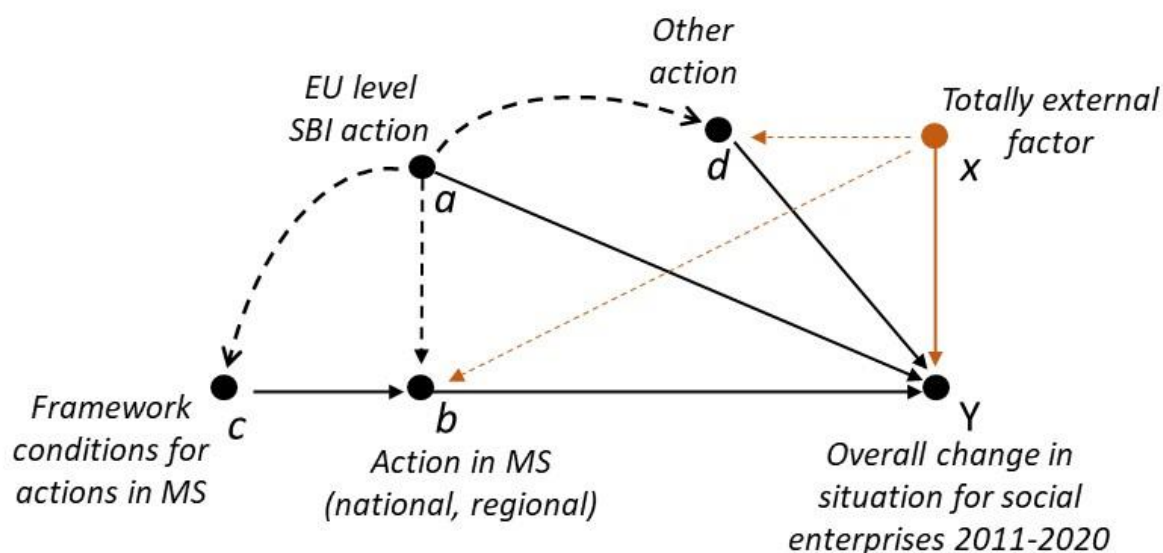 Other
action
EU level
SBI action
Totally external
factor
a
d
x
c
b
Y
Framework
conditions for
actions in MS
Action in MS
(national, regional)
Overall change in
situation for social
enterprises 2011-2020